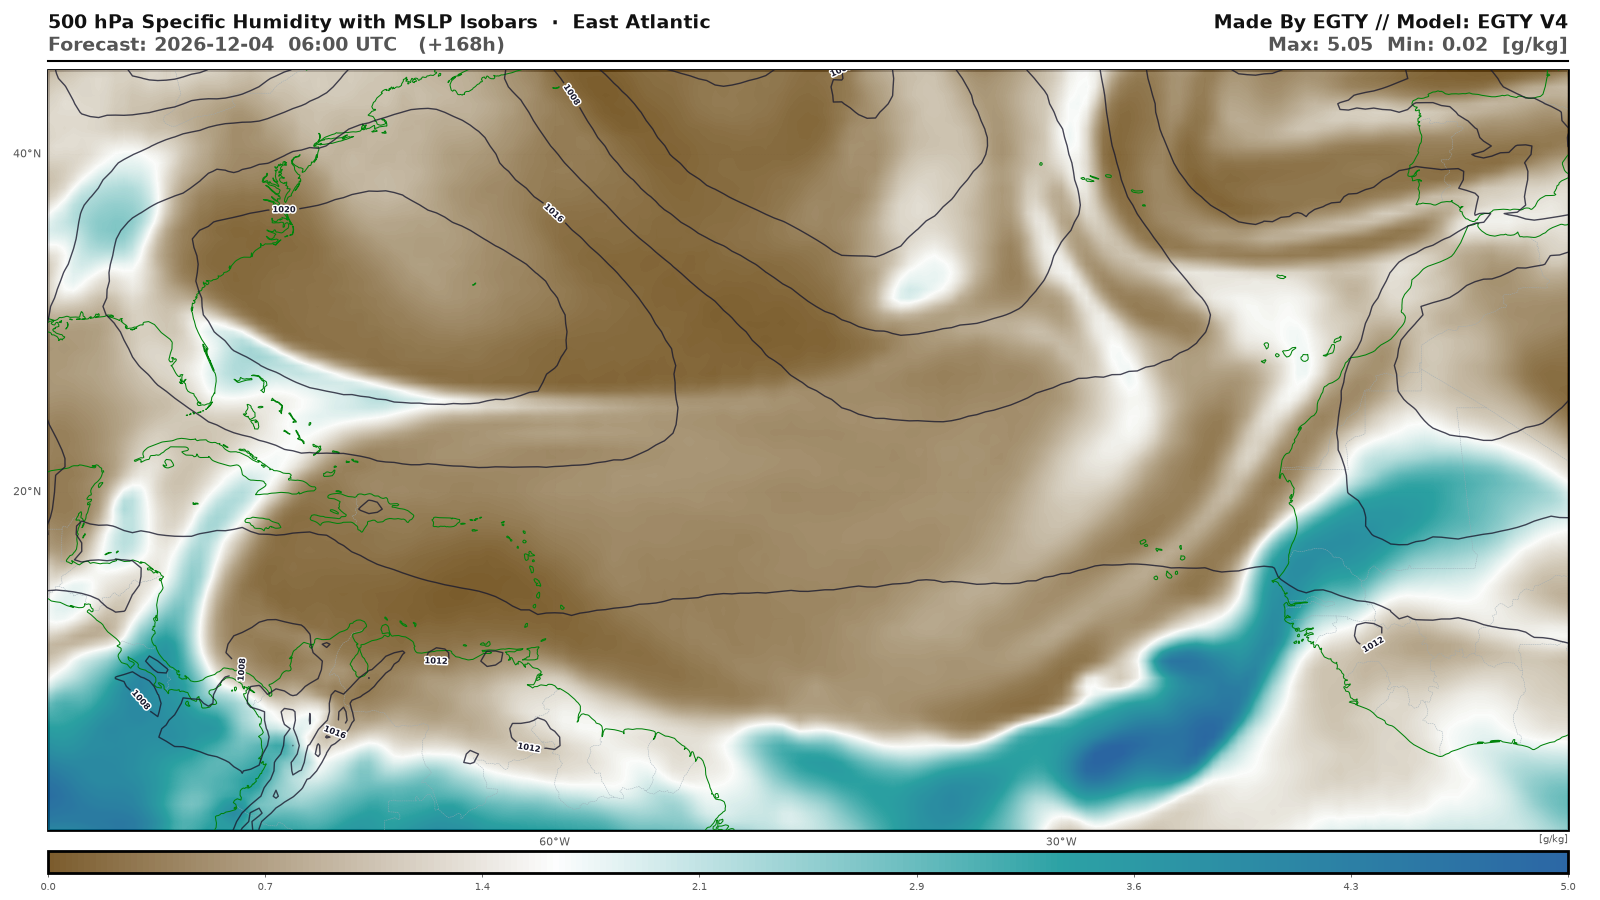 500 hPa Specific Humidity with MSLP Isobars · East Atlantic
Made By EGTY // Model: EGTY V4
Forecast: 2026-12-04 06:00 UTC (+168h)
Max: 5.05 Min: 0.02 [g/kg]
1008
40°N
1020
1016
20°N
1012
1008
1012
1008
1016
1012
60°W
30°W
[g/kg]
0.0
0.7
1.4
2.1
2.9
3.6
4.3
5.0